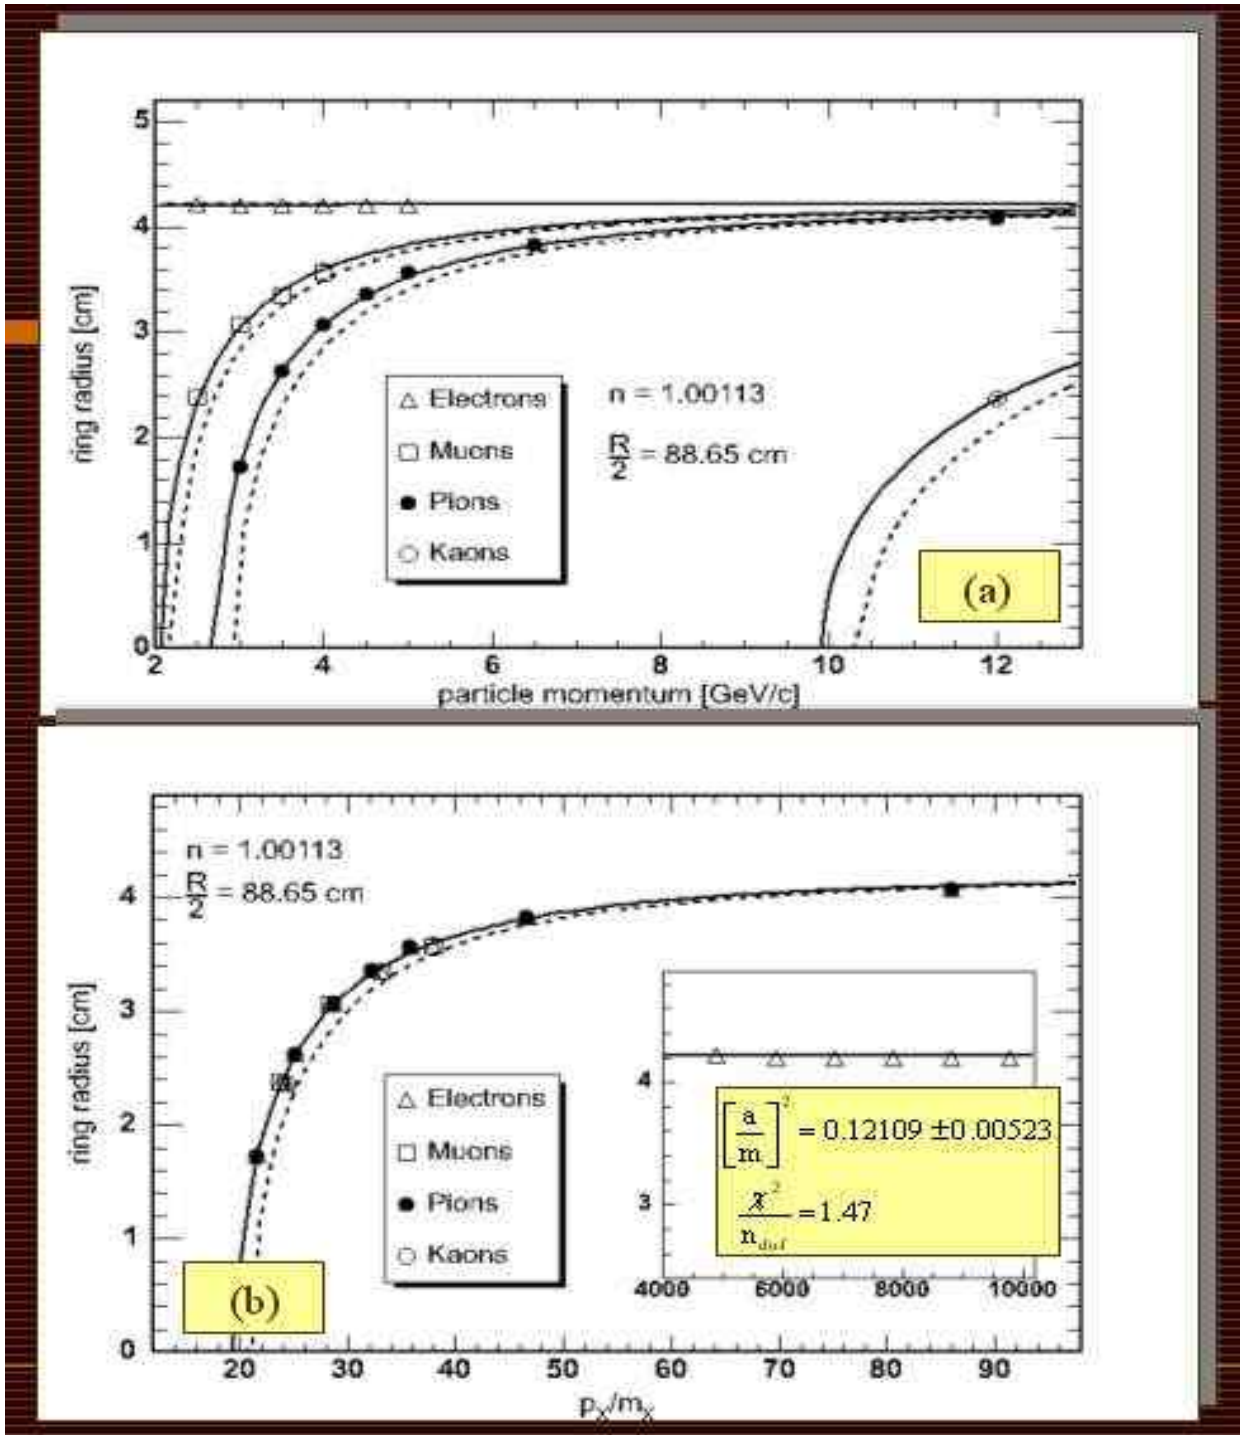 5
4
3
2
1
0
ring radius [cm]
Electrons
Muons
Pions
Kaons
n = 1.00113
R/2 = 88.65 cm
(a)
2 4 6 8 10 12
particle momentum [GeV/c]
n = 1.00113
R/2 = 88.65 cm
4
3
2
1
0
ring radius [cm]
Electrons
Muons
Pions
Kaons
4
3
[a/m]² = 0.12109 ±0.00523
χ²/n = 1.47
4000 6000 8000 10000
(b)
20 30 40 50 60 70 80 90
pₓ/mₓ